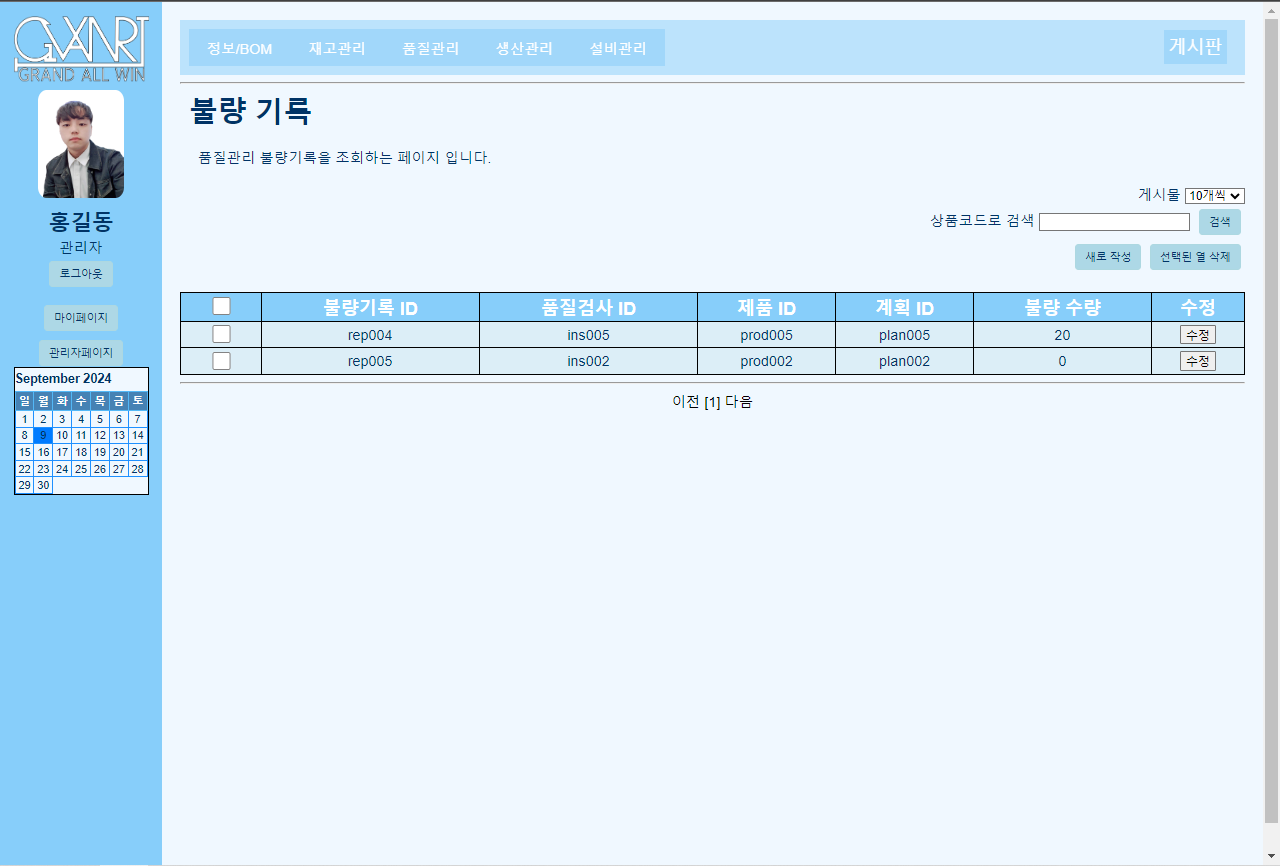 GVXNRT
GRAND ALL WIN
홍길동
관리자
로그아웃
마이페이지
관리자페이지
September 2024
일 월 화 수 목 금 토
1 2 3 4 5 6 7
8 9 10 11 12 13 14
15 16 17 18 19 20 21
22 23 24 25 26 27 28
29 30
정보/BOM 재고관리 품질관리 생산관리 설비관리 게시판
불량 기록
품질관리 불량기록을 조회하는 페이지 입니다.
게시물 10개씩
상품코드로 검색 검색
새로 작성 선택된 열 삭제
불량기록 ID 품질검사 ID 제품 ID 계획 ID 불량 수량 수정
rep004 ins005 prod005 plan005 20 수정
rep005 ins002 prod002 plan002 0 수정
이전 [1] 다음